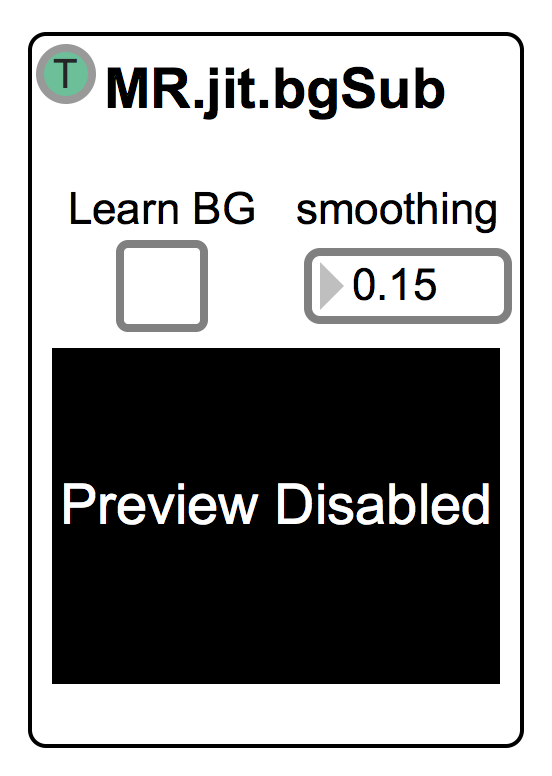 T
MR.jit.bgSub
Learn BG smoothing
0.15
Preview Disabled